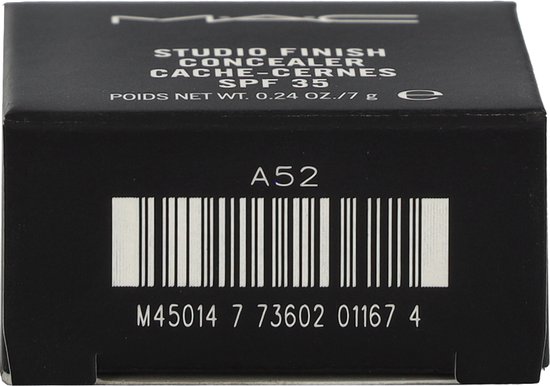 MAC
STUDIO FINISH
CONCEALER
CACHE-CERNES
SPF 35
POIDS NET WT. 0.24 OZ./7 g ℮
A52
M45014 7 73602 01167 4